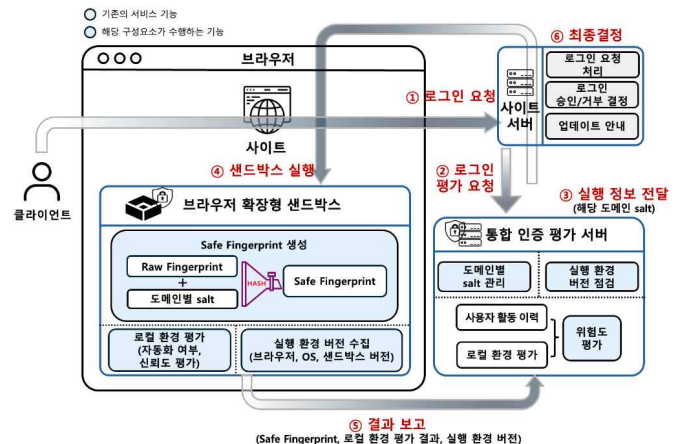 기존의 서비스 기능
해당 구성요소가 수행하는 기능
브라우저
⑥ 최종결정
로그인 요청
처리
로그인
승인/거부 결정
업데이트 안내
사이트
서버
① 로그인 요청
사이트
④ 샌드박스 실행
② 로그인
평가 요청
③ 실행 정보 전달
(해당 도메인 salt)
클라이언트
브라우저 확장형 샌드박스
Safe Fingerprint 생성
Raw Fingerprint
+
도메인별 salt
HASH
Safe Fingerprint
로컬 환경 평가
(자동화 여부,
신뢰도 평가)
실행 환경 버전 수집
(브라우저, OS, 샌드박스 버전)
통합 인증 평가 서버
도메인별
salt 관리
실행 환경
버전 점검
사용자 활동 이력
로컬 환경 평가
위험도
평가
⑤ 결과 보고
(Safe Fingerprint, 로컬 환경 평가 결과, 실행 환경 버전)